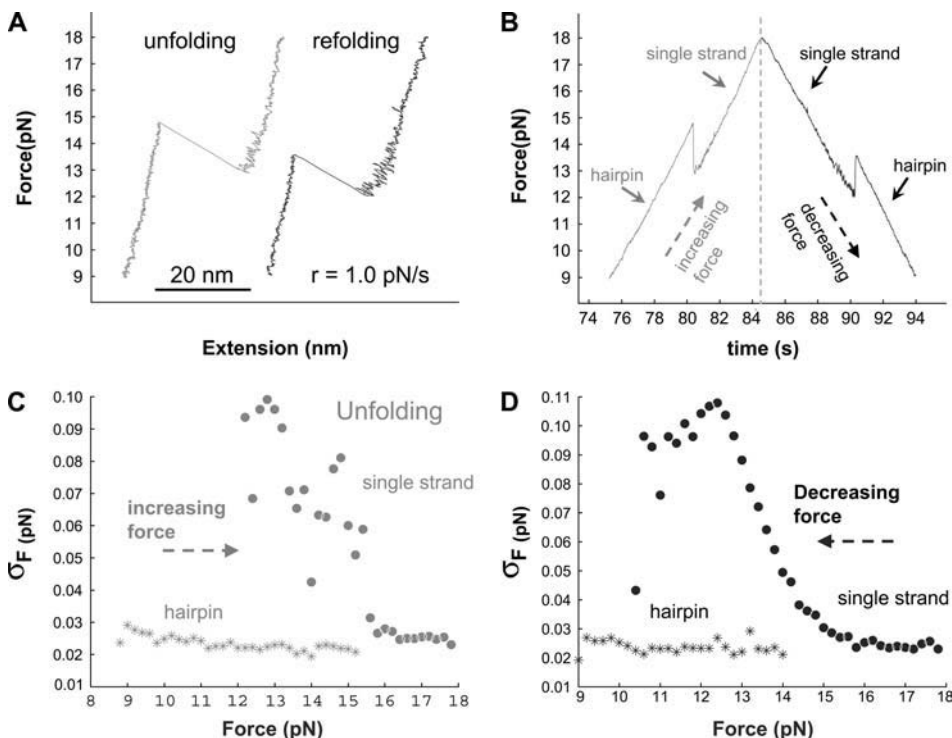 A
unfolding
refolding
Force(pN)
18
17
16
15
14
13
12
11
10
9
20 nm
r = 1.0 pN/s
Extension (nm)
B
single strand
single strand
hairpin
hairpin
increasing
force
decreasing
force
Force(pN)
18
17
16
15
14
13
12
11
10
9
74 76 78 80 82 84 86 88 90 92 94
time (s)
C
Unfolding
single strand
increasing
force
hairpin
σF (pN)
0.10
0.09
0.08
0.07
0.06
0.05
0.04
0.03
0.02
0.01
8 9 10 11 12 13 14 15 16 17 18
Force (pN)
D
Decreasing
force
hairpin
single strand
σF (pN)
0.11
0.10
0.09
0.08
0.07
0.06
0.05
0.04
0.03
0.02
0.01
9 10 11 12 13 14 15 16 17 18
Force (pN)